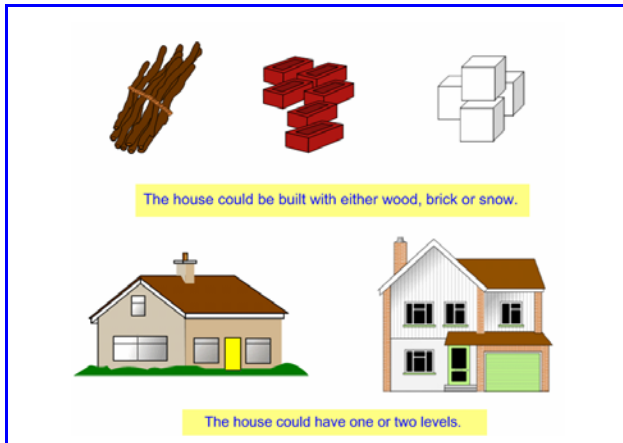 The house could be built with either wood, brick or snow.
The house could have one or two levels.